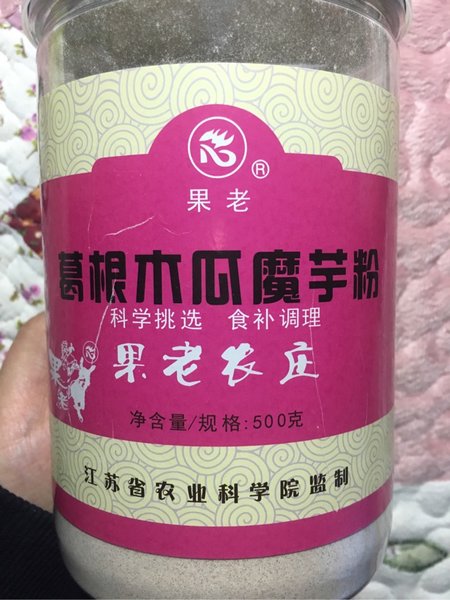 ®
果老
葛根木瓜魔芋粉
科学挑选 食补调理
果老
果老农庄
净含量/规格:500克
江苏省农业科学院监制